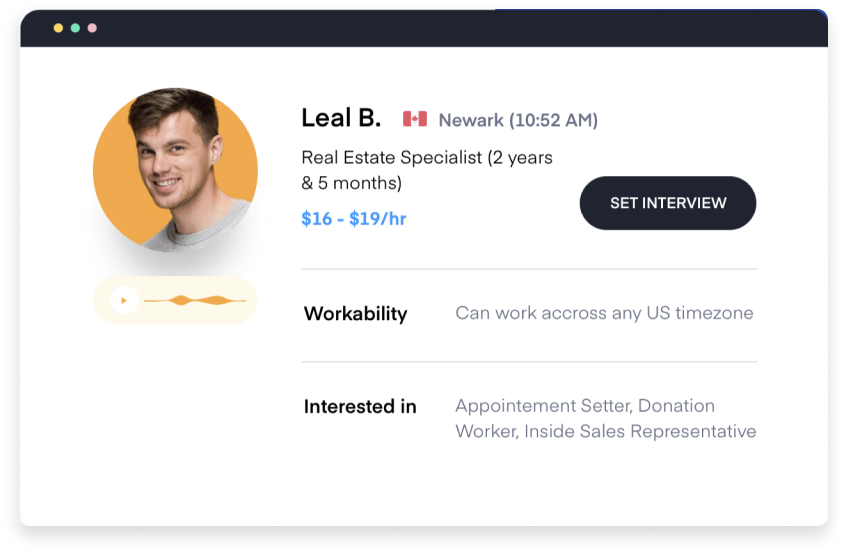 Leal B.
Newark (10:52 AM)
Real Estate Specialist (2 years
& 5 months)
$16 - $19/hr
SET INTERVIEW
Workability
Can work accross any US timezone
Interested in
Appointement Setter, Donation
Worker, Inside Sales Representative